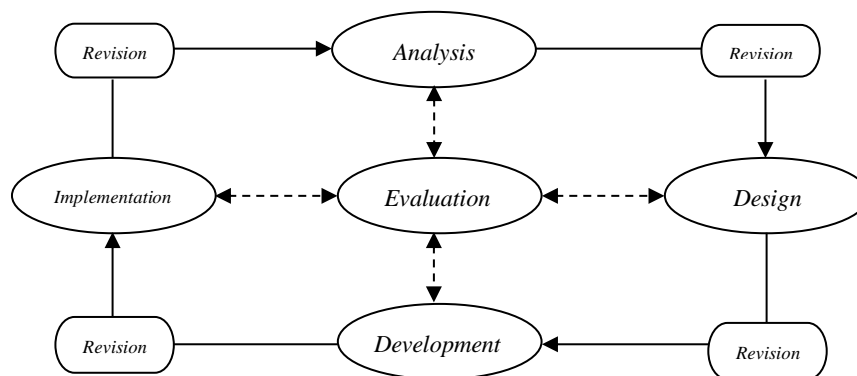 Revision
Analysis
Revision
Implementation
Evaluation
Design
Revision
Development
Revision